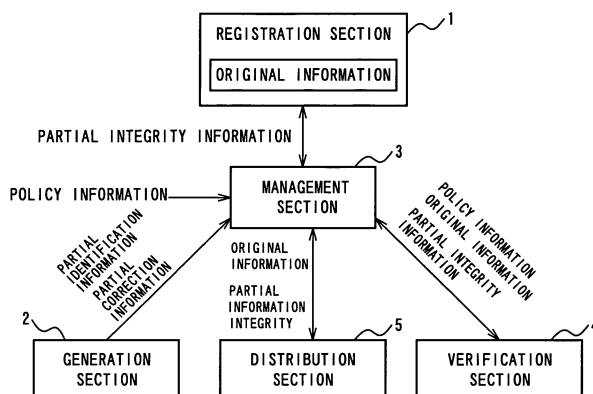 1
REGISTRATION SECTION
ORIGINAL INFORMATION
PARTIAL INTEGRITY INFORMATION
3
MANAGEMENT
SECTION
POLICY INFORMATION
PARTIAL
IDENTIFICATION
INFORMATION
PARTIAL
CORRECTION
INFORMATION
ORIGINAL
INFORMATION
PARTIAL
INFORMATION
INTEGRITY
POLICY INFORMATION
ORIGINAL INFORMATION
PARTIAL INTEGRITY
INFORMATION
2
GENERATION
SECTION
5
DISTRIBUTION
SECTION
VERIFICATION
SECTION